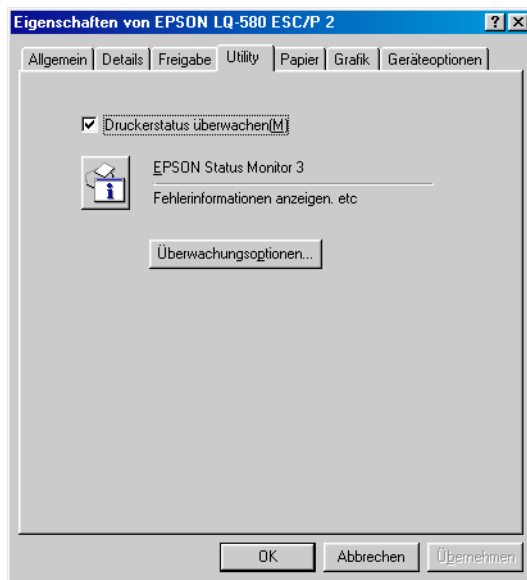 Eigenschaften von EPSON LQ-580 ESC/P 2
Allgemein Details Freigabe Utility Papier Grafik Geräteoptionen
Druckerstatus überwachen(M)
EPSON Status Monitor 3
Fehlerinformationen anzeigen. etc
Überwachungsoptionen...
OK Abbrechen Übernehmen